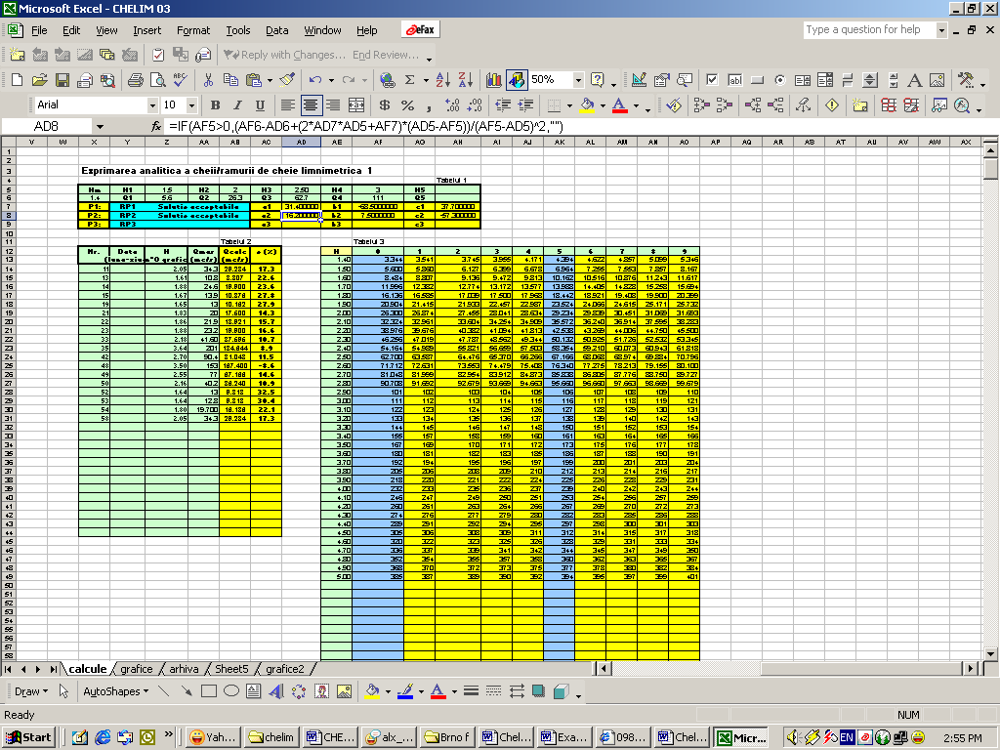 Microsoft Excel - CHELIM 03
File Edit View Insert Format Tools Data Window Help eFax
Type a question for help
Reply with Changes... End Review...
50%
Arial 10 B I U
AD8 fx =IF(AF5>0,(AF6-AD6+(2*AD7*AD5+AF7)*(AD5-AF5))/(AF5-AD5)^2,"")
V W X Y Z AA AB AC AD AE AF AG AH AI AJ AK AL AM AN AO AP AQ AR AS AT AU AV AW AX
Exprimarea analitica a cheii/ramurii de cheie limnimetrica 1
Tabelul 1
Hm H1 1.5 H2 2 H3 2.50 H4 3 H5
1.4 Q1 5.6 Q2 26.3 Q3 62.7 Q4 111 Q5
P1: RP1 Solutie acceptabila a1 31.400000 b1 -68.5000000 c1 37.700000
P2: RP2 Solutie acceptabila a2 16.200000 b2 7.5000000 c2 -57.300000
P3: RP3 a3 b3 c3
Tabelul 2 Tabelul 3
Nr. Data H Qmas Qcalc e (%)
(mc/s) (mc/s)
H 0 1 2 3 4 5 6 7 8 9
1.40 3.344 3.541 3.745 3.955 4.171 4.394 4.622 4.857 5.099 5.346
11 2.05 34.3 29.284 17.3 1.50 5.600 5.860 6.127 6.399 6.678 6.964 7.255 7.553 7.857 8.167
13 1.61 10.8 8.807 22.6 1.60 8.484 8.807 9.136 9.472 9.813 10.162 10.516 10.876 11.243 11.617
14 1.88 24.6 19.900 23.6 1.70 11.996 12.382 12.774 13.172 13.577 13.988 14.405 14.828 15.258 15.694
15 1.67 13.9 10.876 27.8 1.80 16.136 16.585 17.039 17.500 17.968 18.442 18.921 19.408 19.900 20.399
18 1.65 13 10.162 27.9 1.90 20.904 21.415 21.933 22.457 22.987 23.524 24.066 24.615 25.171 25.732
21 1.83 20 17.500 14.3 2.00 26.300 26.874 27.455 28.041 28.634 29.234 29.839 30.451 31.069 31.693
22 1.86 21.9 18.921 15.7 2.10 32.324 32.961 33.604 34.254 34.909 35.572 36.240 36.914 37.595 38.283
23 1.88 23.2 19.900 16.6 2.20 38.976 39.676 40.382 41.094 41.813 42.538 43.269 44.006 44.750 45.500
33 2.18 41.60 37.595 10.7 2.30 46.256 47.019 47.787 48.562 49.344 50.132 50.925 51.726 52.532 53.345
35 3.64 201 184.644 8.9 2.40 54.164 54.989 55.821 56.659 57.503 58.354 59.210 60.073 60.943 61.818
42 2.70 90.4 81.048 11.5 2.50 62.700 63.587 64.476 65.370 66.266 67.166 68.068 68.974 69.884 70.796
48 3.50 153 167.400 -8.6 2.60 71.712 72.631 73.553 74.479 75.408 76.340 77.275 78.213 79.155 80.100
49 2.55 77 67.166 14.6 2.70 81.048 81.999 82.954 83.912 84.873 85.838 86.805 87.776 88.750 89.727
50 2.16 40.2 36.240 10.9 2.80 90.708 91.692 92.679 93.669 94.663 95.660 96.660 97.663 98.669 99.679
52 1.64 13 9.813 32.5 2.90 101 102 103 104 105 106 107 108 109 110
53 1.64 12.8 9.813 30.4 3.00 111 112 113 114 115 116 117 118 119 121
54 1.80 19.700 16.136 22.1 3.10 122 123 124 125 126 127 128 129 130 131
58 2.05 34.3 29.284 17.3 3.20 133 134 135 136 137 138 139 140 142 143
3.30 144 145 146 147 148 150 151 152 153 154
3.40 155 157 158 159 160 161 163 164 165 166
3.50 167 169 170 171 172 173 175 176 177 178
3.60 180 181 182 183 185 186 187 188 190 191
3.70 192 194 195 196 197 199 200 201 203 204
3.80 205 206 208 209 210 212 213 214 216 217
3.90 218 220 221 222 224 225 226 228 229 231
4.00 232 233 235 236 237 239 240 242 243 244
4.10 246 247 249 250 251 253 254 256 257 259
4.20 260 261 263 264 266 267 269 270 272 273
4.30 274 276 277 279 280 282 283 285 286 288
4.40 289 291 292 294 295 297 298 300 301 303
4.50 305 306 308 309 311 312 314 315 317 318
4.60 320 322 323 325 326 328 329 331 333 334
4.70 336 337 339 341 342 344 345 347 349 350
4.80 352 354 355 357 358 360 362 363 365 367
4.90 368 370 372 373 375 377 378 380 382 384
5.00 385 387 389 390 392 394 395 397 399 401
calcule grafice arhiva Sheet5 grafice2
Draw AutoShapes
Ready NUM
Start Yah... chelim CHE... alx_... Brno f Chel... Exa... 098... Chel... Micr... EN 2:55 PM